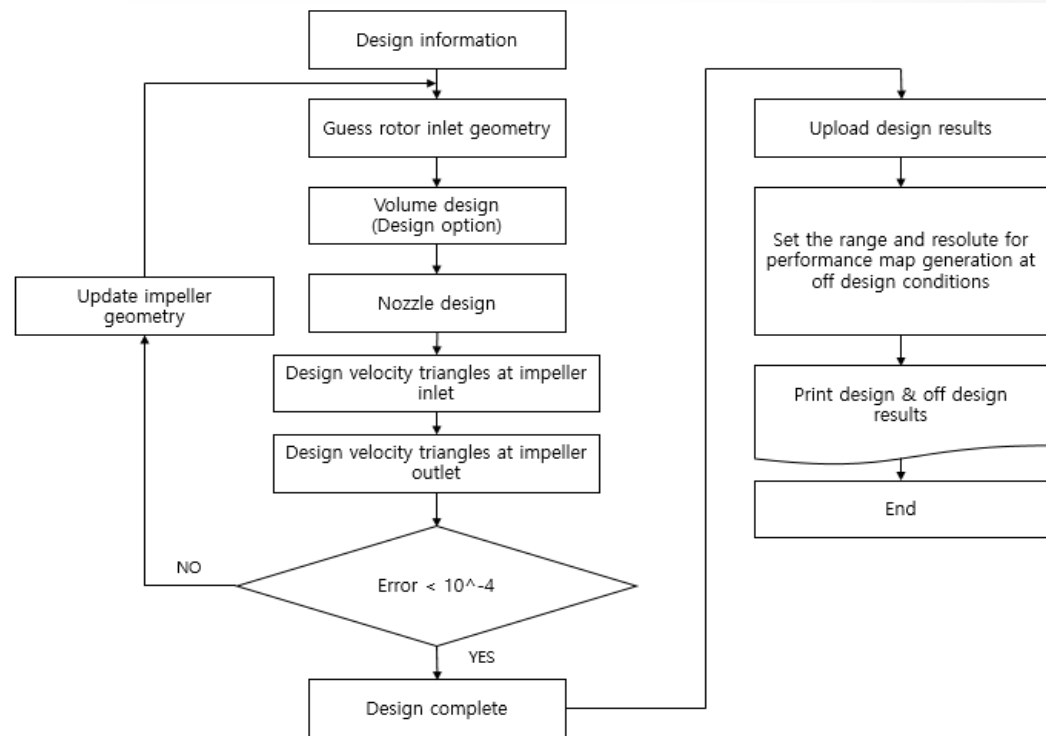 Design information
Guess rotor inlet geometry
Volume design
(Design option)
Nozzle design
Update impeller
geometry
Design velocity triangles at impeller
inlet
Design velocity triangles at impeller
outlet
Error < 10^-4
NO
YES
Design complete
Upload design results
Set the range and resolute for
performance map generation at
off design conditions
Print design & off design
results
End